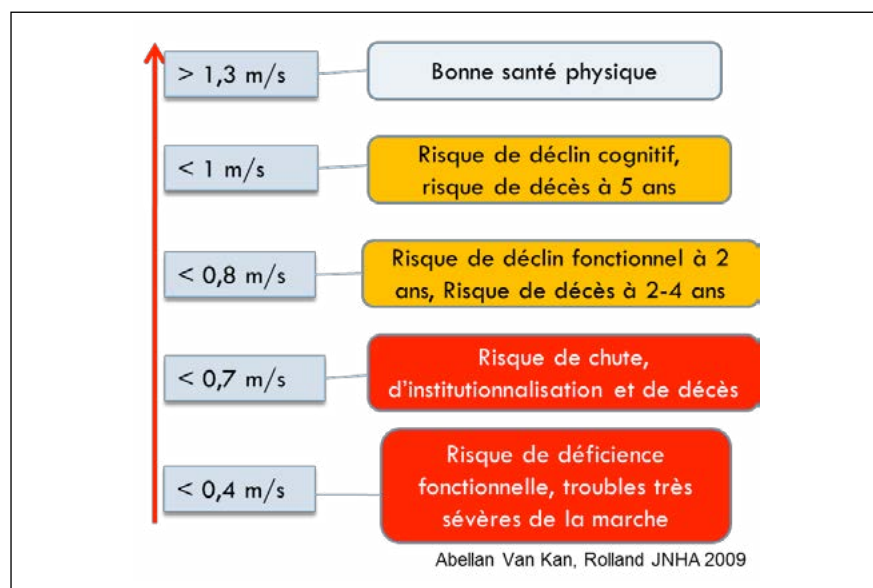 > 1,3 m/s
Bonne santé physique
< 1 m/s
Risque de déclin cognitif,
risque de décès à 5 ans
< 0,8 m/s
Risque de déclin fonctionnel à 2
ans, Risque de décès à 2-4 ans
< 0,7 m/s
Risque de chute,
d'institutionnalisation et de décès
< 0,4 m/s
Risque de déficience
fonctionnelle, troubles très
sévères de la marche
Abellan Van Kan, Rolland JNHA 2009